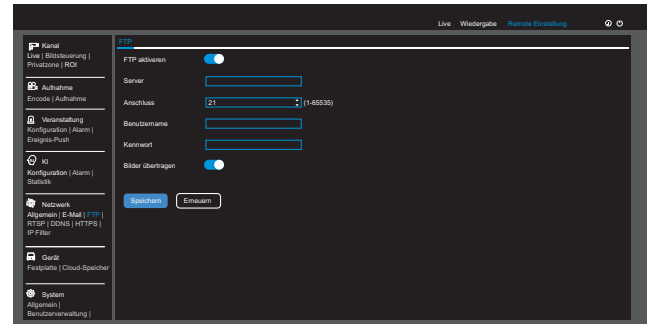 Live Wiedergabe Remote Einstellung
Kanal
Live | Bildsteuerung |
Privatzone | ROI
Aufnahme
Encode | Aufnahme
Veranstaltung
Konfiguration | Alarm |
Ereignis-Push
KI
Konfiguration | Alarm |
Statistik
Netzwerk
Allgemein | E-Mail | FTP |
RTSP | DDNS | HTTPS |
IP Filter
Gerät
Festplatte | Cloud-Speicher
System
Allgemein |
Benutzerverwaltung |
FTP
FTP aktiveren
Server
Anschluss 21 (1-65535)
Benutzername
Kennwort
Bilder übertragen
Speichern Erneuern